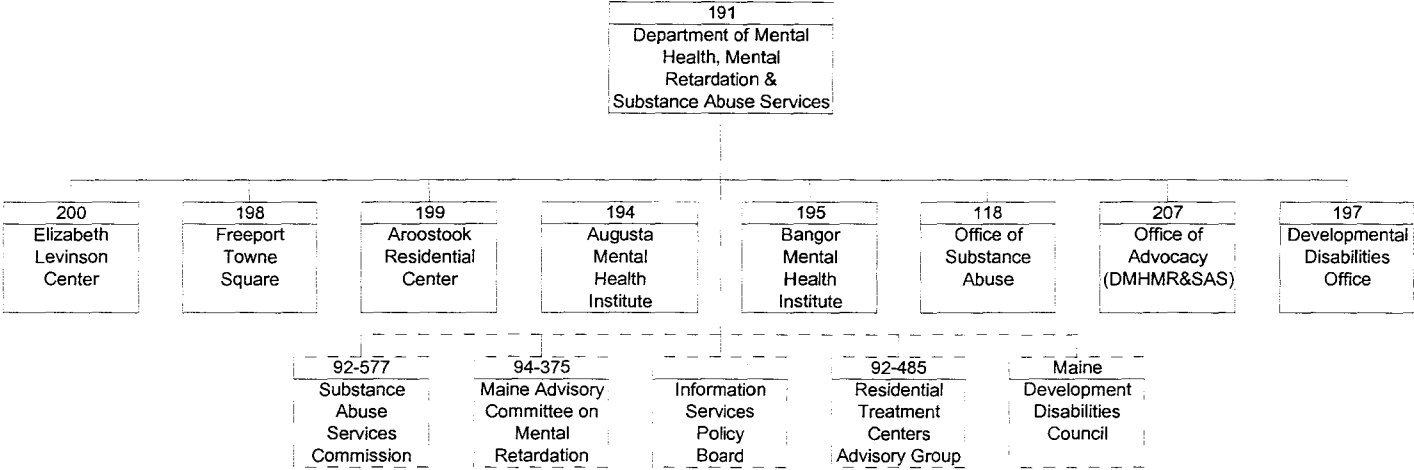 191
Department of Mental
Health, Mental
Retardation &
Substance Abuse Services
200
Elizabeth
Levinson
Center
198
Freeport
Towne
Square
199
Aroostook
Residential
Center
194
Augusta
Mental
Health
Institute
195
Bangor
Mental
Health
Institute
118
Office of
Substance
Abuse
207
Office of
Advocacy
(DMHMR&SAS)
197
Developmental
Disabilities
Office
92-577
Substance
Abuse
Services
Commission
94-375
Maine Advisory
Committee on
Mental
Retardation
Information
Services
Policy
Board
92-485
Residential
Treatment
Centers
Advisory Group
Maine
Development
Disabilities
Council